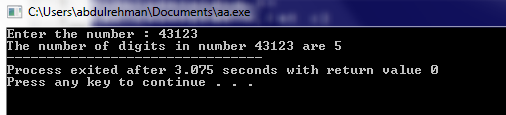 C:\Users\abdulrehman\Documents\aa.exe
Enter the number : 43123
The number of digits in number 43123 are 5
--------------------------------
Process exited after 3.075 seconds with return value 0
Press any key to continue . . .